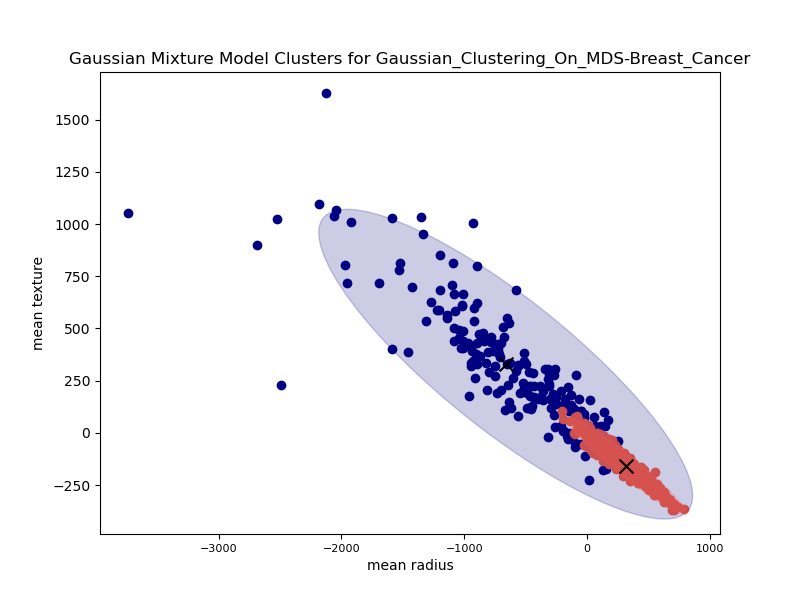 Gaussian Mixture Model Clusters for Gaussian_Clustering_On_MDS-Breast_Cancer
1500
1250
1000
750
500
250
0
−250
mean texture
−3000 −2000 −1000 0 1000
mean radius